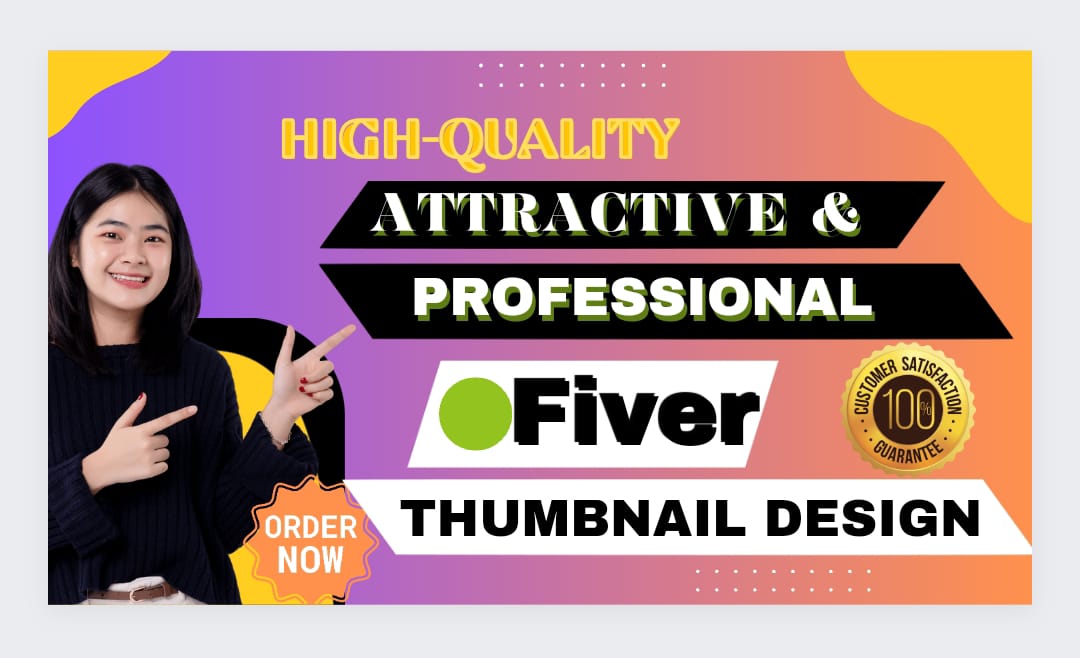 HIGH-QUALITY
ATTRACTIVE &
PROFESSIONAL
Fiver
CUSTOMER SATISFACTION
100%
GUARANTEE
THUMBNAIL DESIGN
ORDER
NOW